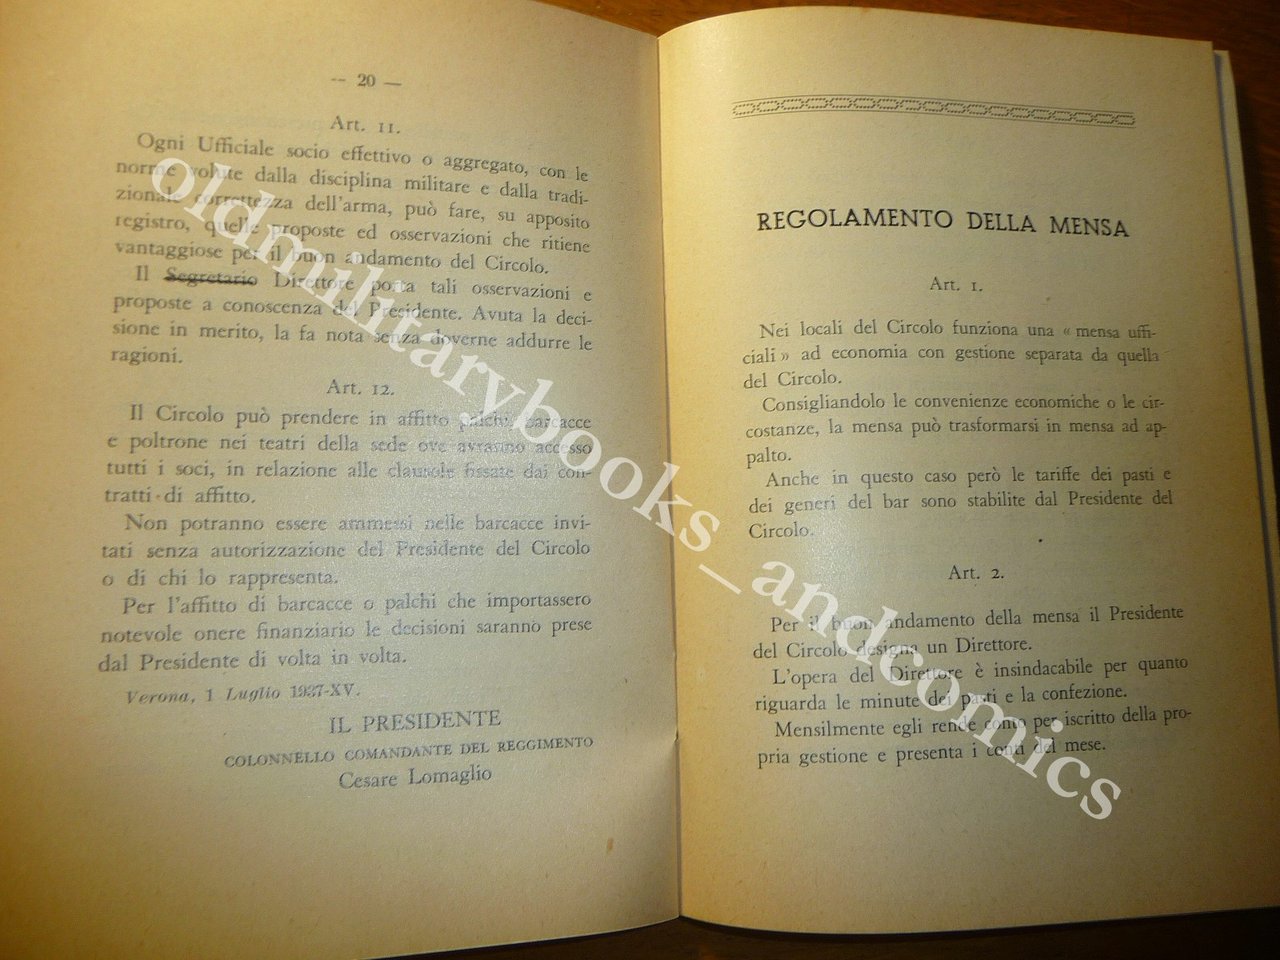 -- 20 —
Art. 11.
Ogni Ufficiale socio effettivo o aggregato, con le
norme volute dalla disciplina militare e dalla tradi-
zionale correttezza dell'arma, può fare, su apposito
registro, quelle proposte ed osservazioni che ritiene
vantaggiose per il buon andamento del Circolo.
Il Segretario Direttore porta tali osservazioni e
proposte a conoscenza del Presidente. Avuta la deci-
sione in merito, la fa nota senza doverne addurre le
ragioni.
Art. 12.
Il Circolo può prendere in affitto palchi, barcacce
e poltrone nei teatri della sede ove avranno accesso
tutti i soci, in relazione alle clausole fissate dai con-
tratti di affitto.
Non potranno essere ammessi nelle barcacce invi-
tati senza autorizzazione del Presidente del Circolo
o di chi lo rappresenta.
Per l'affitto di barcacce o palchi che importassero
notevole onere finanziario le decisioni saranno prese
dal Presidente di volta in volta.
Verona, 1 Luglio 1937-XV.
IL PRESIDENTE
COLONNELLO COMANDANTE DEL REGGIMENTO
Cesare Lomaglio
REGOLAMENTO DELLA MENSA
Art. 1.
Nei locali del Circolo funziona una « mensa uffi-
ciali » ad economia con gestione separata da quella
del Circolo.
Consigliandolo le convenienze economiche o le cir-
costanze, la mensa può trasformarsi in mensa ad ap-
palto.
Anche in questo caso però le tariffe dei pasti e
dei generi del bar sono stabilite dal Presidente del
Circolo.
Art. 2.
Per il buon andamento della mensa il Presidente
del Circolo designa un Direttore.
L'opera del Direttore è insindacabile per quanto
riguarda le minute dei pasti e la confezione.
Mensilmente egli rende conto per iscritto della pro-
pria gestione e presenta i conti del mese.
oldmilitarybooks_andcomics